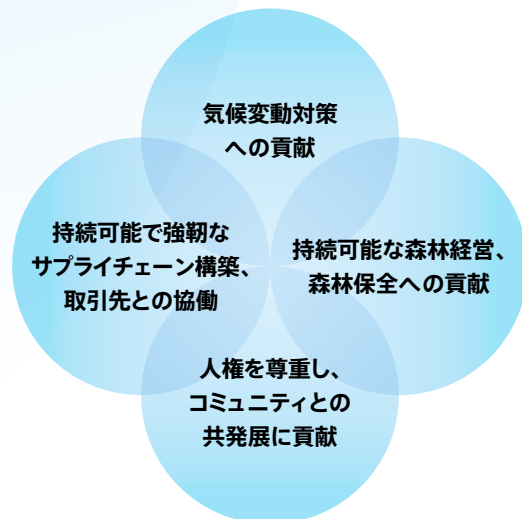 気候変動対策
への貢献
持続可能で強靭な
サプライチェーン構築、
取引先との協働
持続可能な森林経営、
森林保全への貢献
人権を尊重し、
コミュニティとの
共発展に貢献